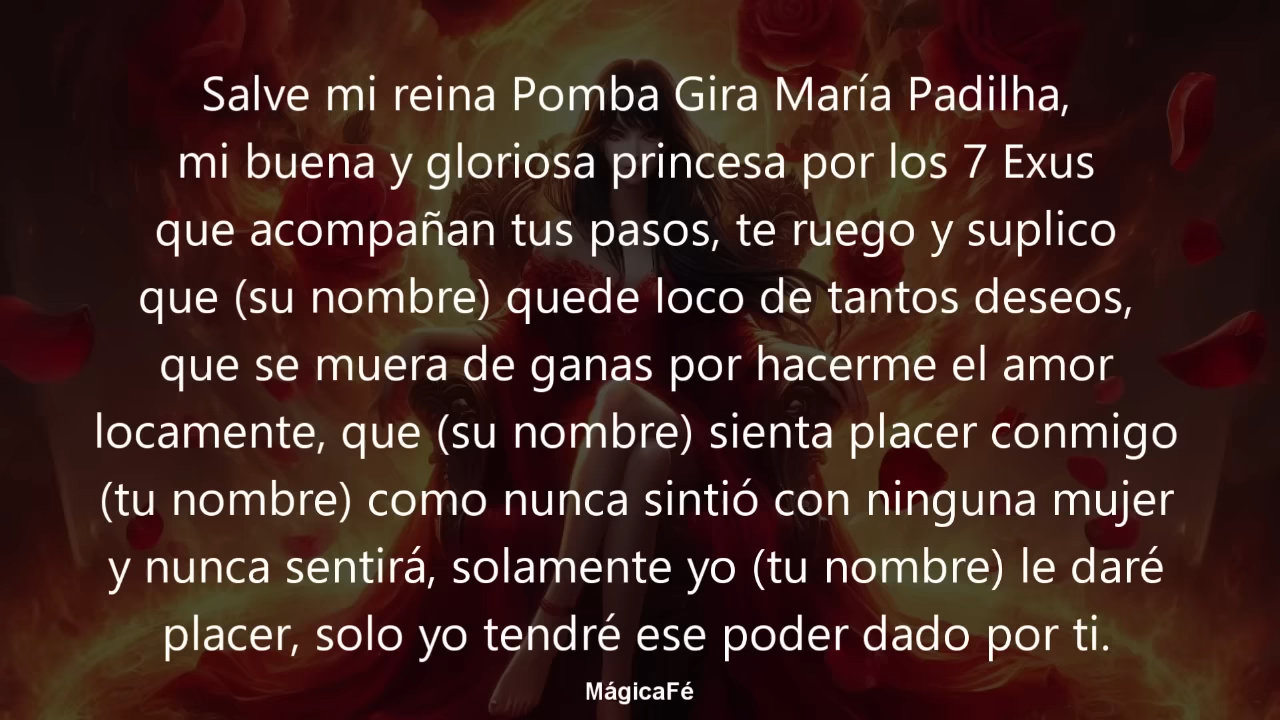 Salve mi reina Pomba Gira María Padilha,
mi buena y gloriosa princesa por los 7 Exus
que acompañan tus pasos, te ruego y suplico
que (su nombre) quede loco de tantos deseos,
que se muera de ganas por hacerme el amor
locamente, que (su nombre) sienta placer conmigo
(tu nombre) como nunca sintió con ninguna mujer
y nunca sentirá, solamente yo (tu nombre) le daré
placer, solo yo tendré ese poder dado por ti.
MágicaFé